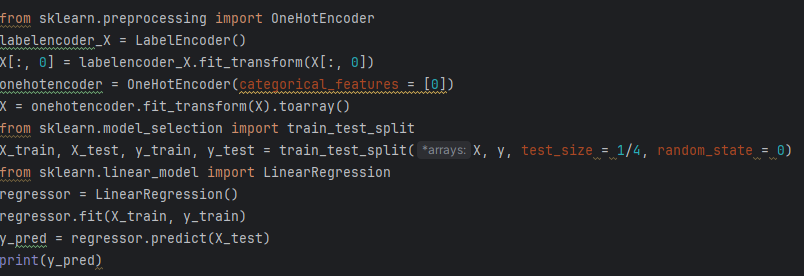 from sklearn.preprocessing import OneHotEncoder
labelencoder_X = LabelEncoder()
X[:, 0] = labelencoder_X.fit_transform(X[:, 0])
onehotencoder = OneHotEncoder(categorical_features = [0])
X = onehotencoder.fit_transform(X).toarray()
from sklearn.model_selection import train_test_split
X_train, X_test, y_train, y_test = train_test_split( *arrays: X, y, test_size = 1/4, random_state = 0)
from sklearn.linear_model import LinearRegression
regressor = LinearRegression()
regressor.fit(X_train, y_train)
y_pred = regressor.predict(X_test)
print(y_pred)